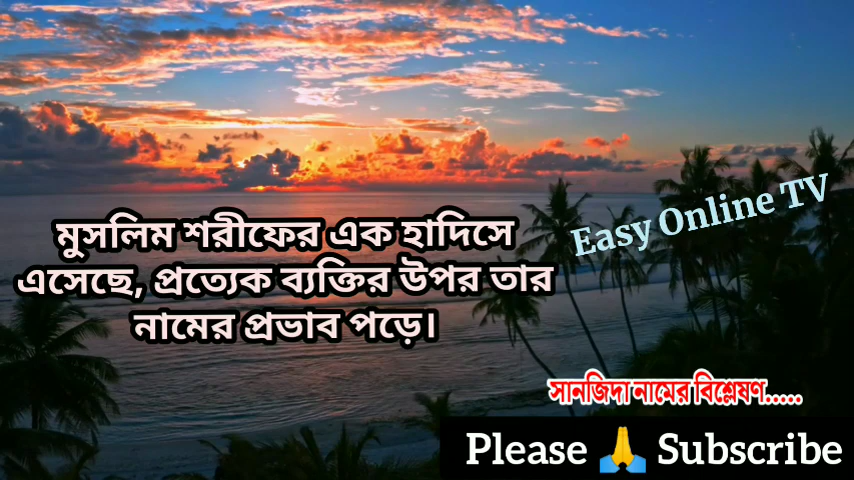 মুসলিম শরীফের এক হাদিসে
এসেছে, প্রত্যেক ব্যক্তির উপর তার
নামের প্রভাব পড়ে।
Easy Online TV
সানজিদা নামের বিশ্লেষণ.....
Please 🙏 Subscribe